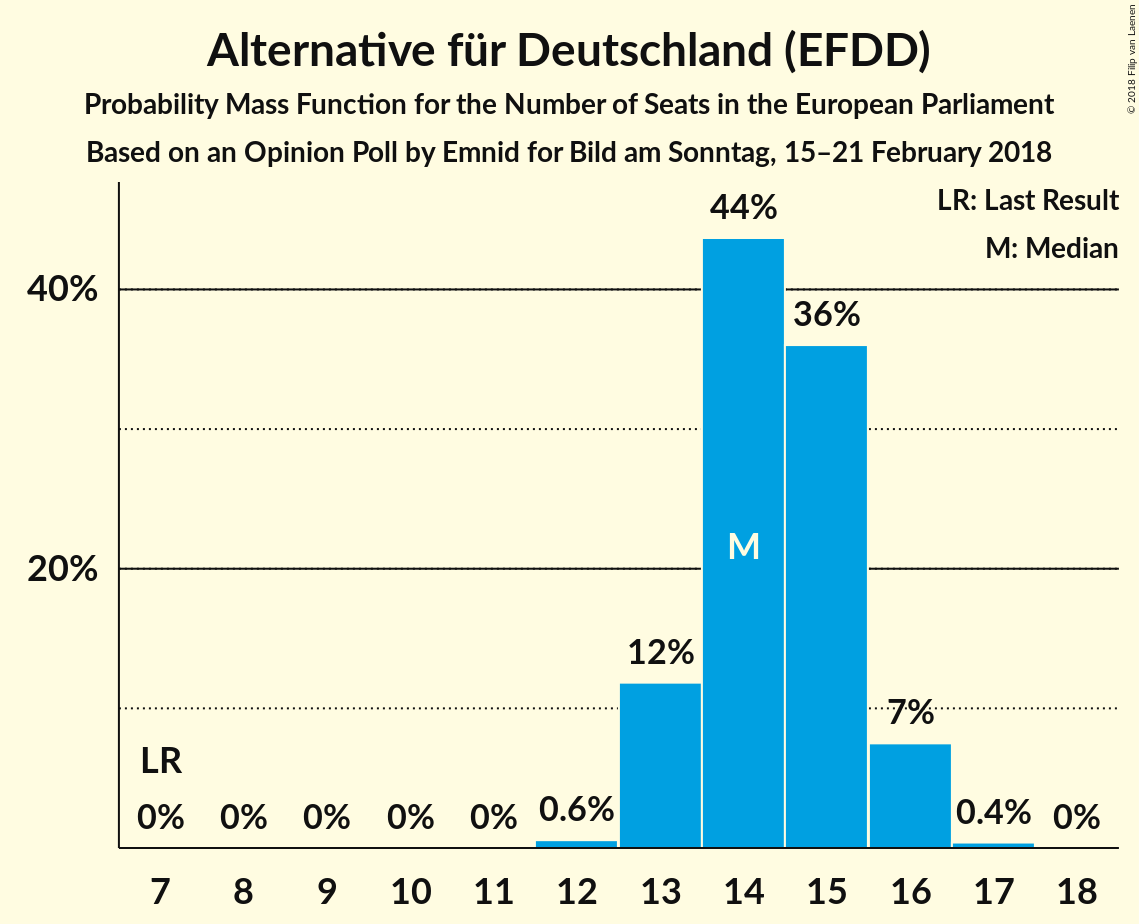 Alternative für Deutschland (EFDD)
Probability Mass Function for the Number of Seats in the European Parliament
Based on an Opinion Poll by Emnid for Bild am Sonntag, 15–21 February 2018
© 2018 Filip van Laenen
LR: Last Result
M: Median
44%
40%
36%
M
20%
12%
7%
LR
0% 0% 0% 0% 0% 0.6% 0.4% 0%
7 8 9 10 11 12 13 14 15 16 17 18